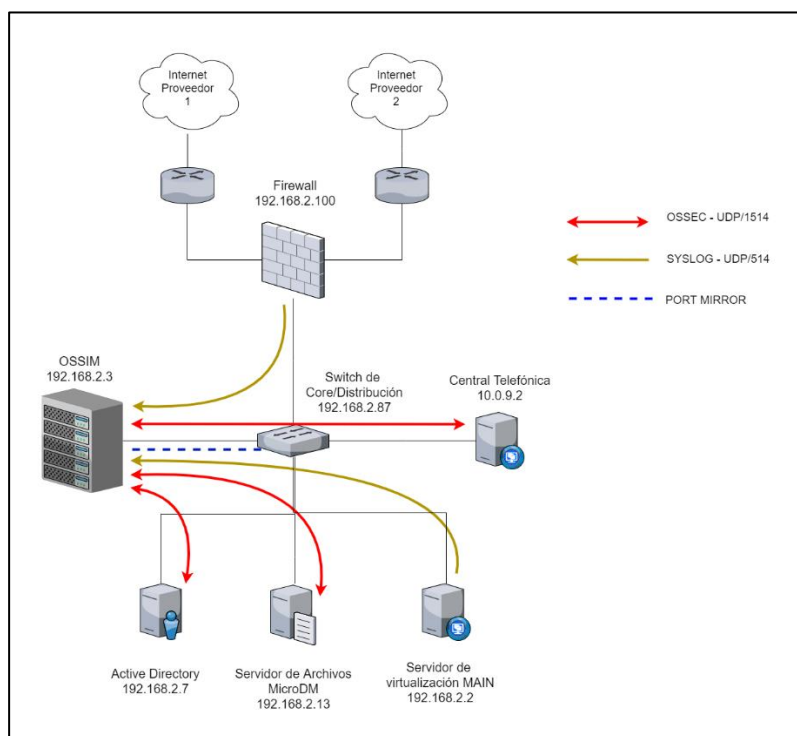 Internet
Proveedor
1
Internet
Proveedor
2
Firewall
192.168.2.100
OSSEC - UDP/1514
SYSLOG - UDP/514
PORT MIRROR
OSSIM
192.168.2.3
Switch de
Core/Distribución
192.168.2.87
Central Telefónica
10.0.9.2
Active Directory
192.168.2.7
Servidor de Archivos
MicroDM
192.168.2.13
Servidor de
virtualización MAIN
192.168.2.2